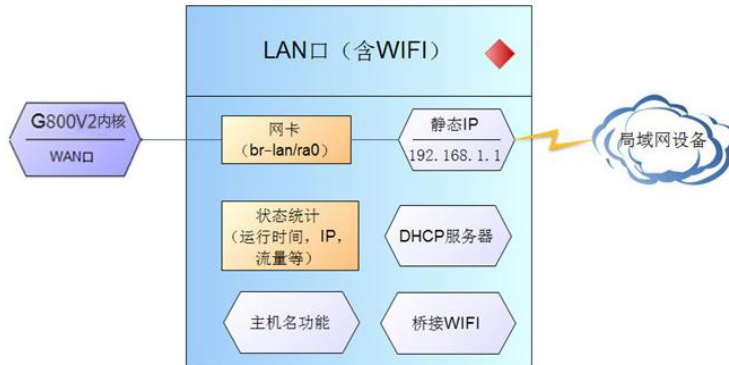 LAN口（含WIFI）
G800V2内核
WAN口
网卡
（br-lan/ra0）
静态IP
192.168.1.1
局域网设备
状态统计
（运行时间，IP，
流量等）
DHCP服务器
主机名功能
桥接WIFI